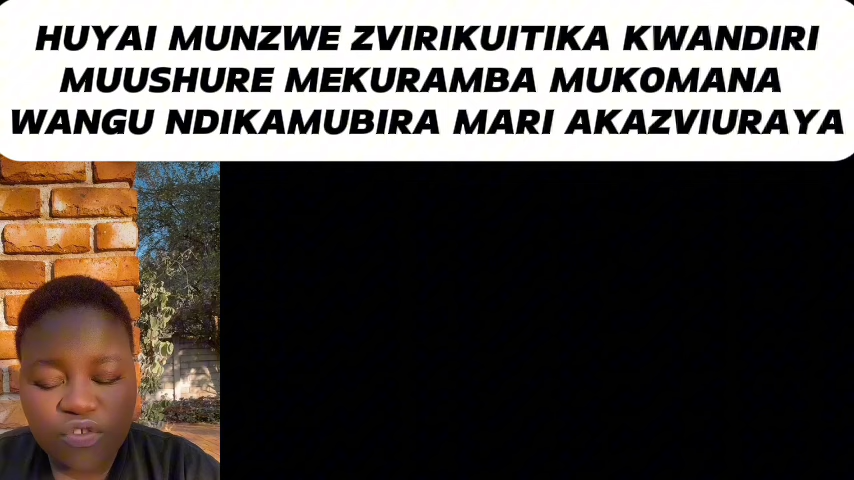 HUYAI MUNZWE ZVIRIKUITIKA KWANDIRI
MUUSHURE MEKURAMBA MUKOMANA
WANGU NDIKAMUBIRA MARI AKAZVIURAYA